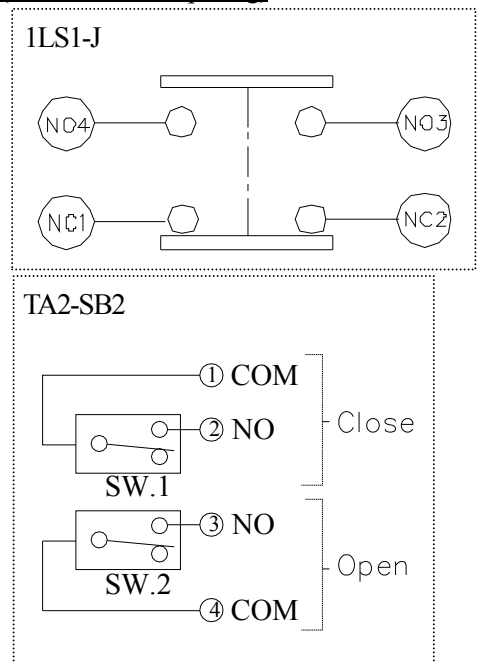 1LS1-J
NO4 NO3
NC1 NC2
TA2-SB2
1 COM
2 NO
Close
SW.1
3 NO
Open
SW.2
4 COM